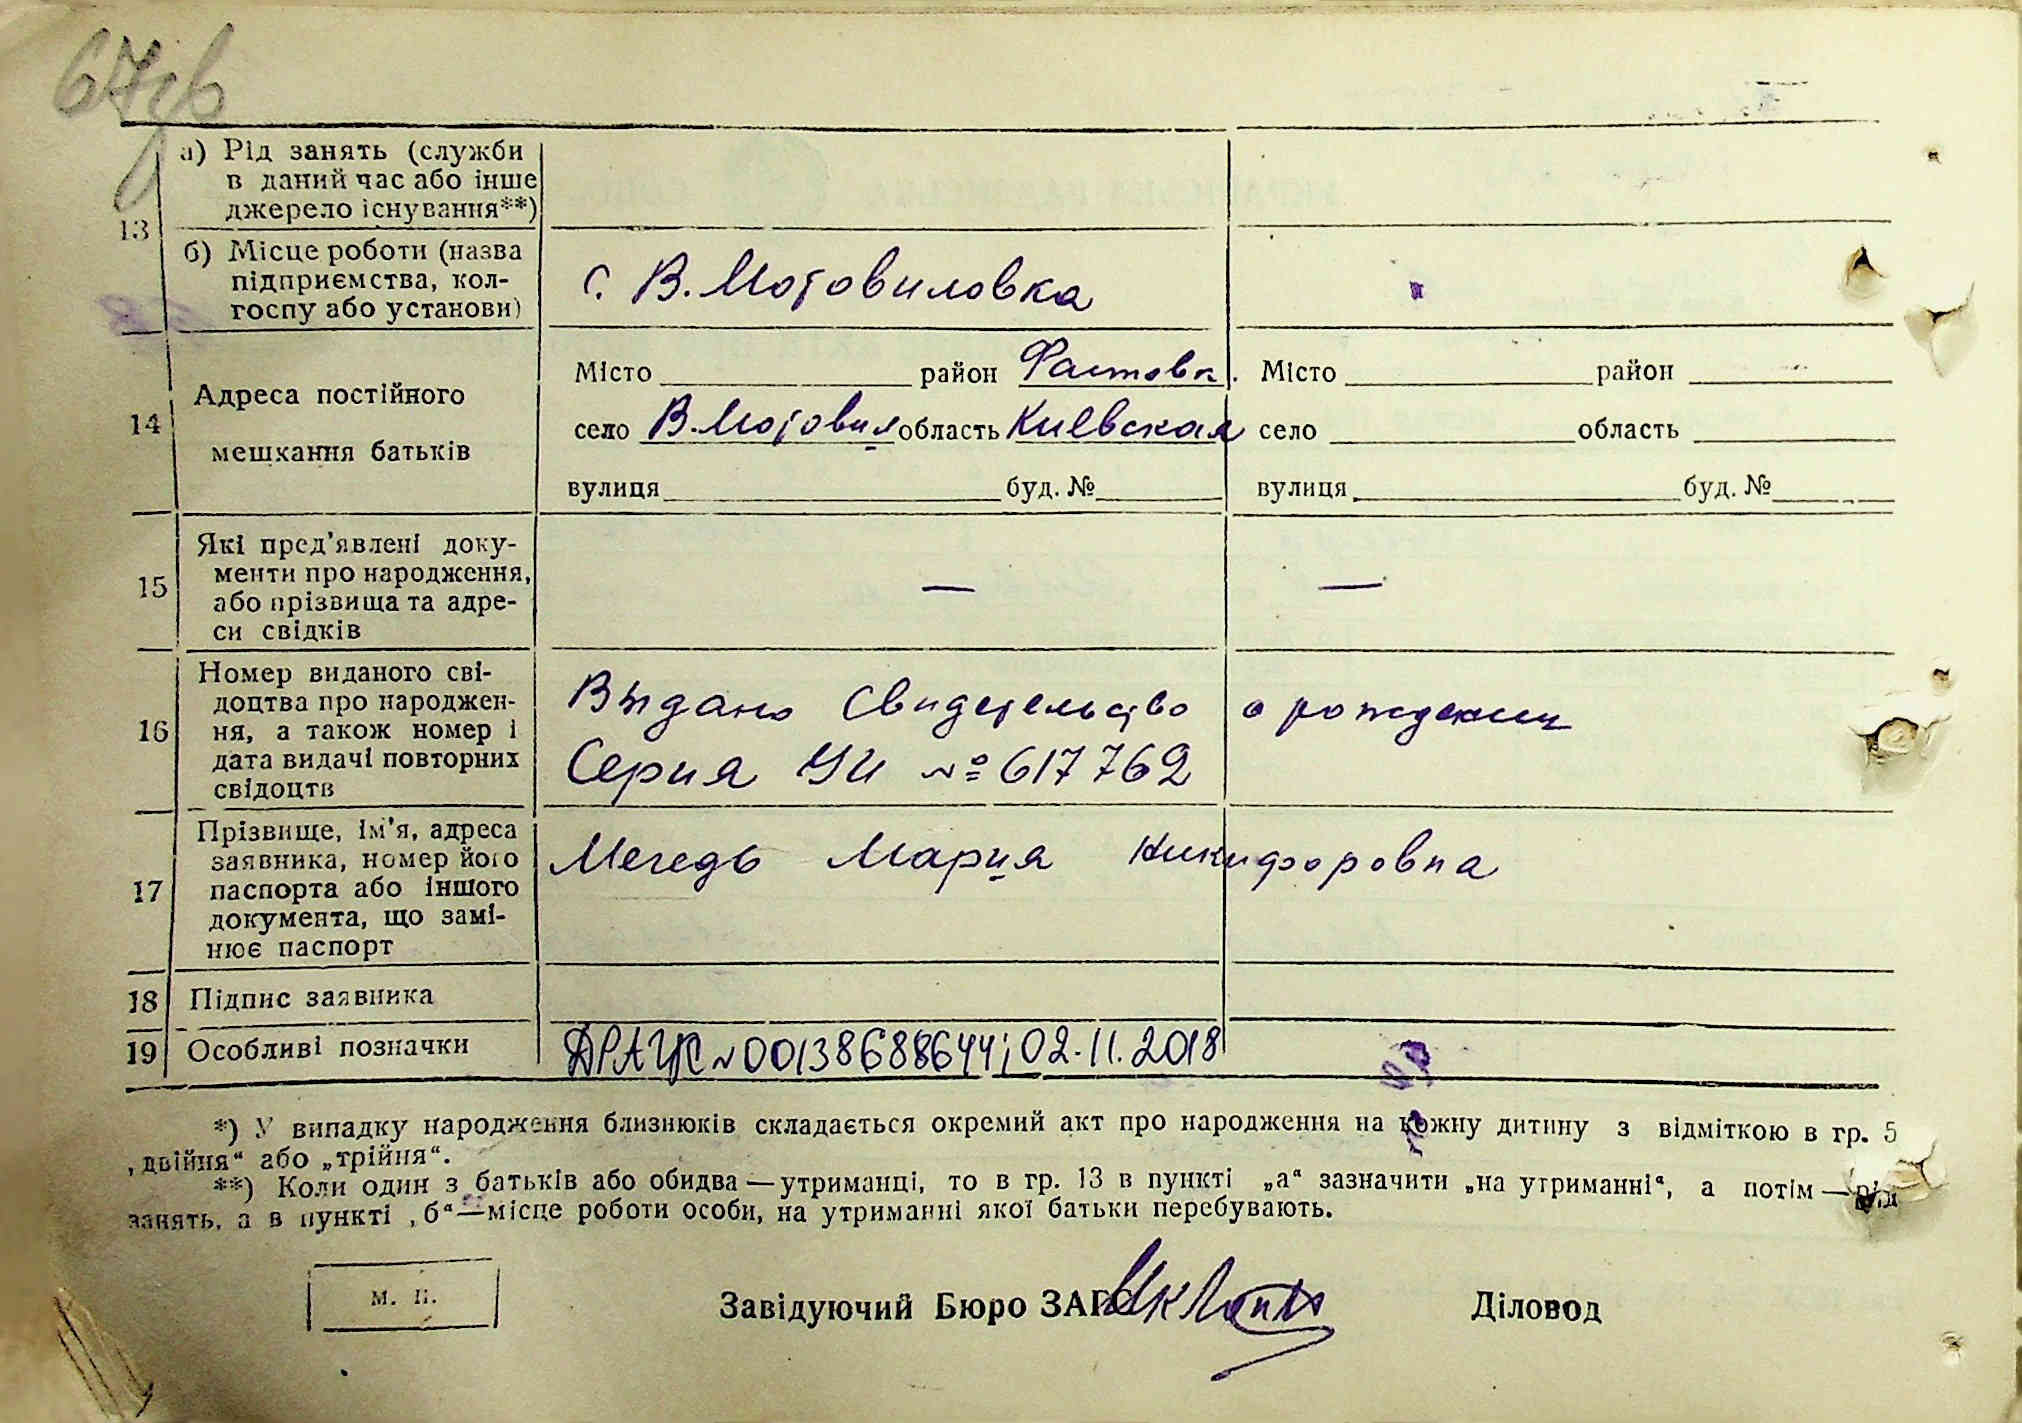 а) Рід занять (служби
в даний час або інше
джерело існування**)
13
б) Місце роботи (назва
підприємства, кол-
госпу або установи)
с. В. Мотовиловка
14
Адреса постійного
мешкання батьків
Місто район Фастовск. Місто район
село В. Мотовил область Киевская село область
вулиця буд. № вулиця буд. №
15
Які пред'явлені доку-
менти про народження,
або прізвища та адре-
си свідків
— —
16
Номер виданого сві-
доцтва про народжен-
ня, а також номер і
дата видачі повторних
свідоцтв
Выдано Свидетельство о рождении
Серия УИ № 617762
17
Прізвище, ім'я, адреса
заявника, номер його
паспорта або іншого
документа, що замі-
нює паспорт
Мегедь Мария Никифоровна
18 Підпис заявника
19 Особливі позначки ДРАЦС №00138688644; 02.11.2018
*) У випадку народження близнюків складається окремий акт про народження на кожну дитину з відміткою в гр. 5
„двійня“ або „трійня“.
**) Коли один з батьків або обидва — утриманці, то в гр. 13 в пункті „а“ зазначити „на утриманні“, а потім — рід
занять, а в пункті „б“ — місце роботи особи, на утриманні якої батьки перебувають.
М. П.
Завідуючий Бюро ЗАГС Діловод